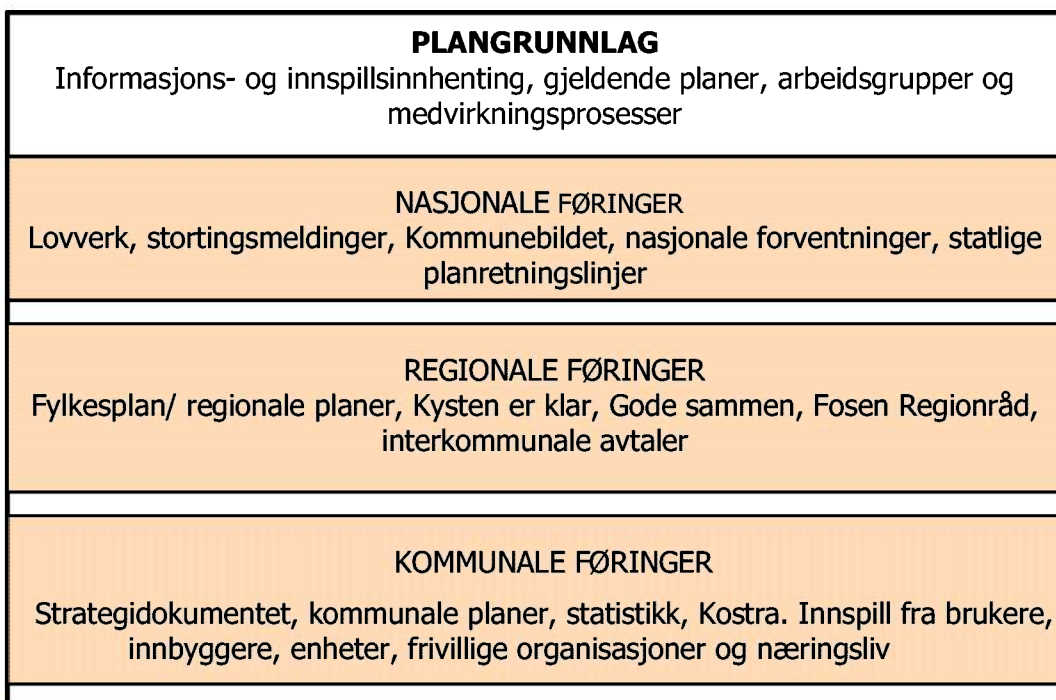 PLANGRUNNLAG
Informasjons- og innspillsinnhenting, gjeldende planer, arbeidsgrupper og
medvirkningsprosesser
NASJONALE FØRINGER
Lovverk, stortingsmeldinger, Kommunebildet, nasjonale forventninger, statlige
planretningslinjer
REGIONALE FØRINGER
Fylkesplan/ regionale planer, Kysten er klar, Gode sammen, Fosen Regionråd,
interkommunale avtaler
KOMMUNALE FØRINGER
Strategidokumentet, kommunale planer, statistikk, Kostra. Innspill fra brukere,
innbyggere, enheter, frivillige organisasjoner og næringsliv